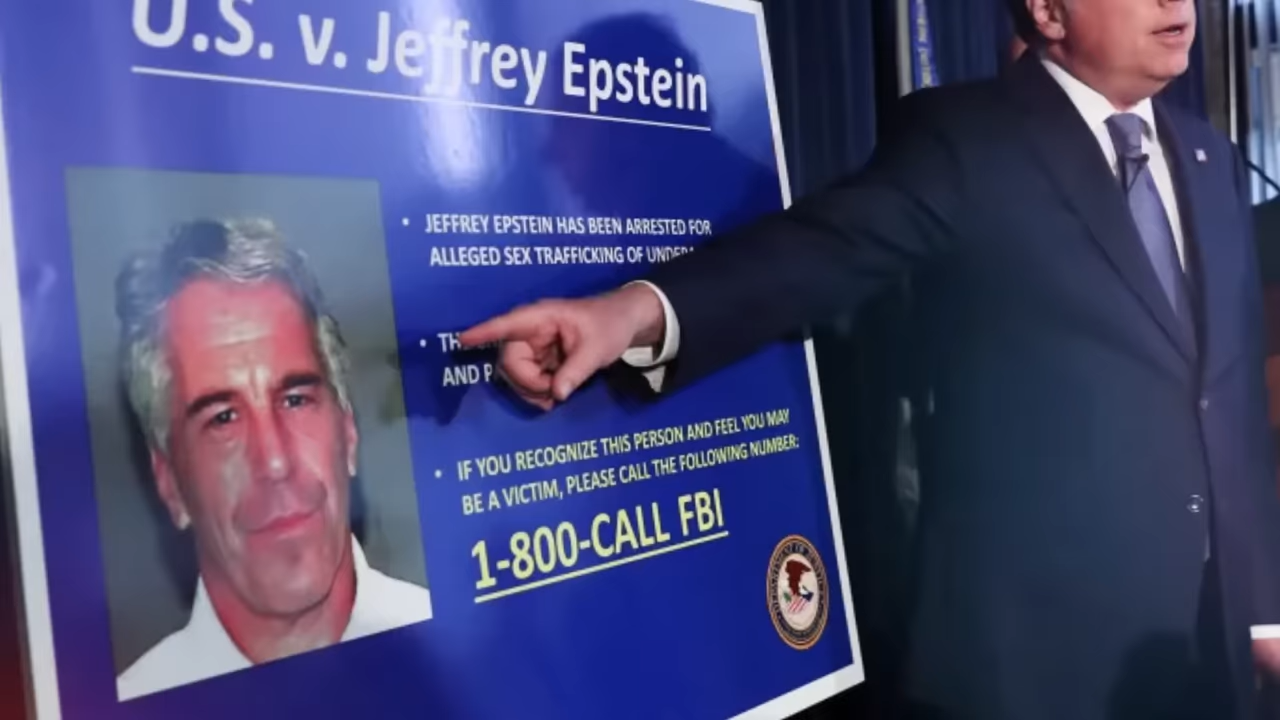 U.S. v. Jeffrey Epstein
• JEFFREY EPSTEIN HAS BEEN ARRESTED FOR
ALLEGED SEX TRAFFICKING OF
•
AND
• IF YOU RECOGNIZE THIS PERSON AND FEEL YOU MAY
BE A VICTIM, PLEASE CALL THE FOLLOWING NUMBER:
1-800-CALL FBI